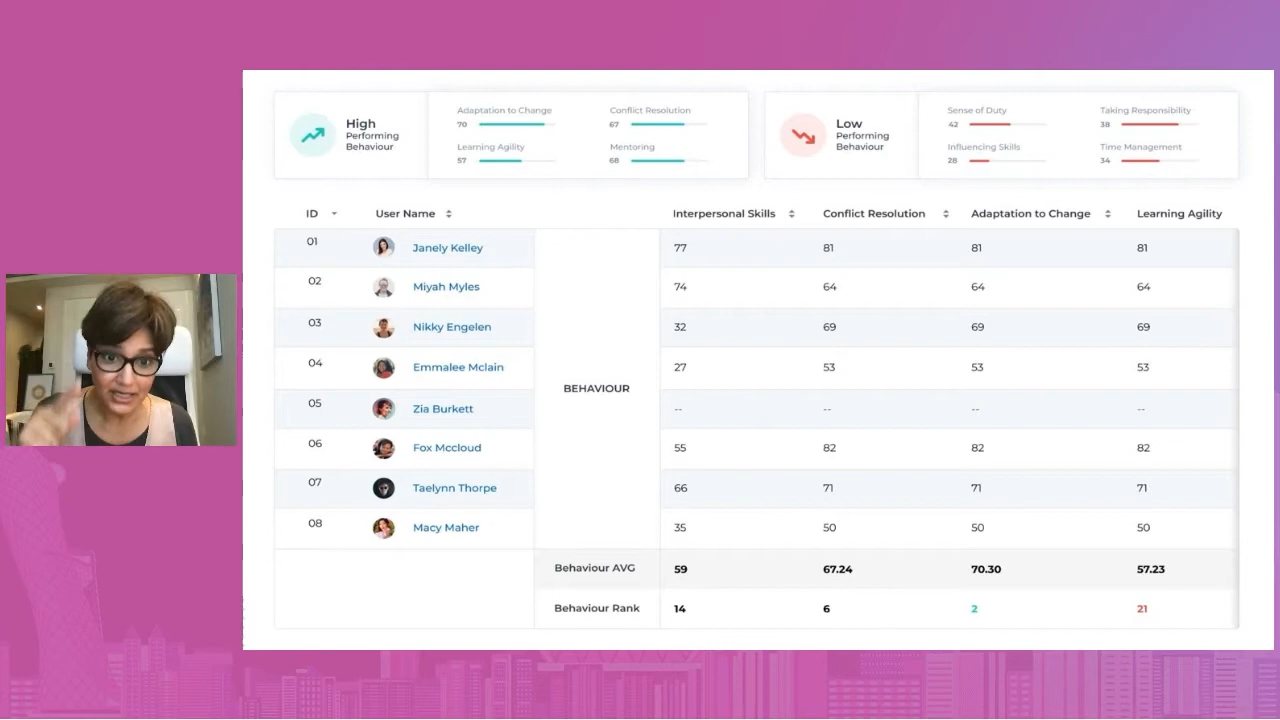 High
Performing
Behaviour
Adaptation to Change
70
Conflict Resolution
67
Learning Agility
57
Mentoring
68
Low
Performing
Behaviour
Sense of Duty
42
Taking Responsibility
38
Influencing Skills
28
Time Management
34
ID User Name Interpersonal Skills Conflict Resolution Adaptation to Change Learning Agility
01 Janely Kelley 77 81 81 81
02 Miyah Myles 74 64 64 64
03 Nikky Engelen 32 69 69 69
04 Emmalee Mclain 27 53 53 53
BEHAVIOUR
05 Zia Burkett -- -- -- --
06 Fox Mccloud 55 82 82 82
07 Taelynn Thorpe 66 71 71 71
08 Macy Maher 35 50 50 50
Behaviour AVG 59 67.24 70.30 57.23
Behaviour Rank 14 6 2 21